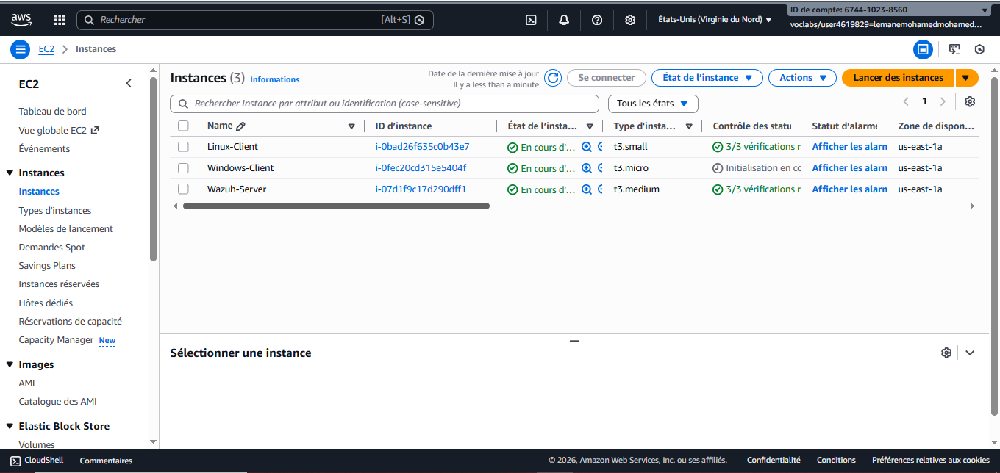 aws
Rechercher
[Alt+S]
États-Unis (Virginie du Nord)
ID de compte: 6744-1023-8560
voclabs/user4619829=lemanemohamedmohamed...
EC2
Instances
EC2
Tableau de bord
Vue globale EC2
Événements
Instances
Instances
Types d'instances
Modèles de lancement
Demandes Spot
Savings Plans
Instances réservées
Hôtes dédiés
Réservations de capacité
Capacity Manager New
Images
AMI
Catalogue des AMI
Elastic Block Store
Volumes
Instances (3) Informations
Date de la dernière mise à jour
Il y a less than a minute
Se connecter
État de l'instance
Actions
Lancer des instances
Rechercher Instance par attribut ou identification (case-sensitive)
Tous les états
1
Name ID d'instance État de l'insta... Type d'insta... Contrôle des statu Statut d'alarme Zone de dispon...
Linux-Client i-0bad26f635c0b43e7 En cours d'... t3.small 3/3 vérifications r Afficher les alarn us-east-1a
Windows-Client i-0fec20cd315e5404f En cours d'... t3.micro Initialisation en cc Afficher les alarn us-east-1a
Wazuh-Server i-07d1f9c17d290dff1 En cours d'... t3.medium 3/3 vérifications r Afficher les alarn us-east-1a
Sélectionner une instance
CloudShell Commentaires © 2026, Amazon Web Services, Inc. ou ses affiliés. Confidentialité Conditions Préférences relatives aux cookies